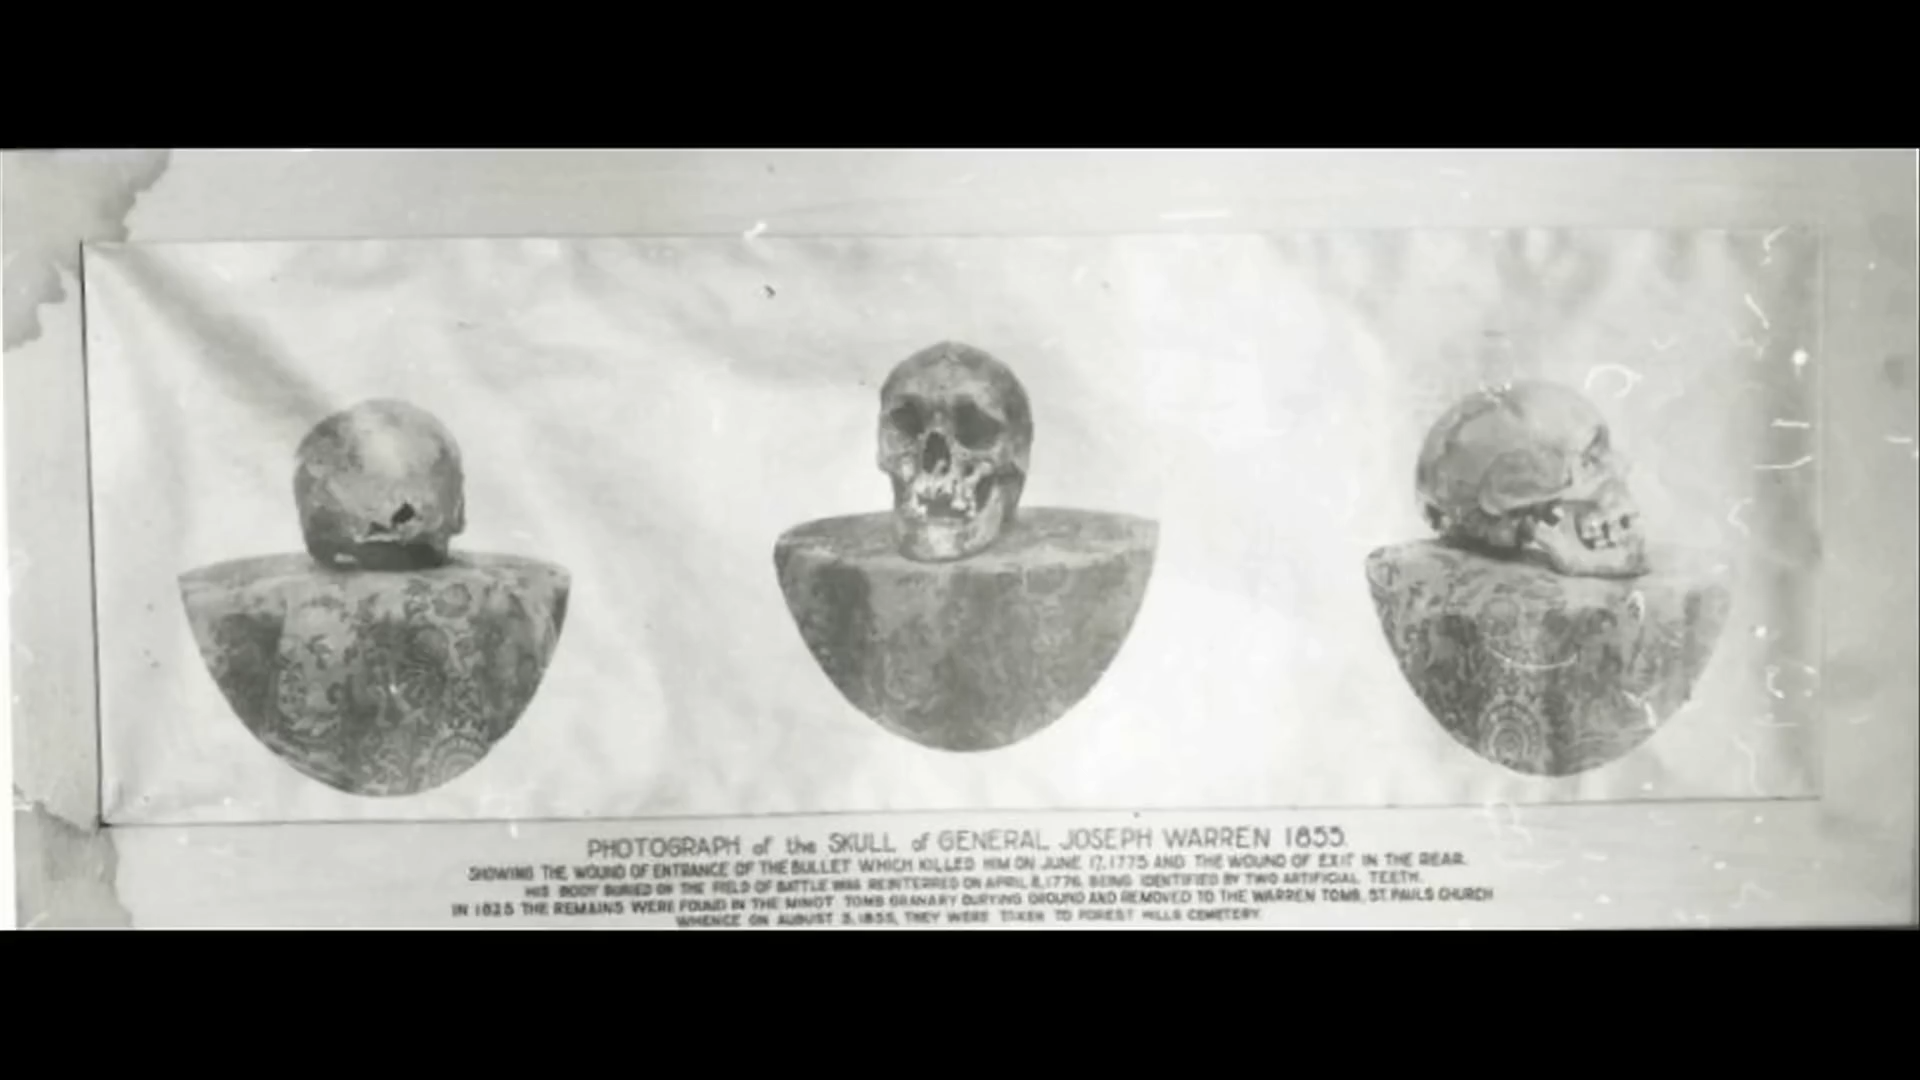 PHOTOGRAPH of the SKULL of GENERAL JOSEPH WARREN 1855.
SHOWING THE WOUND OF ENTRANCE OF THE BULLET WHICH KILLED HIM ON JUNE 17, 1775 AND THE WOUND OF EXIT IN THE REAR.
HIS BODY BURIED ON THE FIELD OF BATTLE WAS REINTERRED ON APRIL 8, 1776, BEING IDENTIFIED BY TWO ARTIFICIAL TEETH.
IN 1825 THE REMAINS WERE FOUND IN THE MINOT TOMB GRANARY BURYING GROUND AND REMOVED TO THE WARREN TOMB, ST. PAULS CHURCH
WHENCE ON AUGUST 3, 1855, THEY WERE TAKEN TO FOREST HILLS CEMETERY.